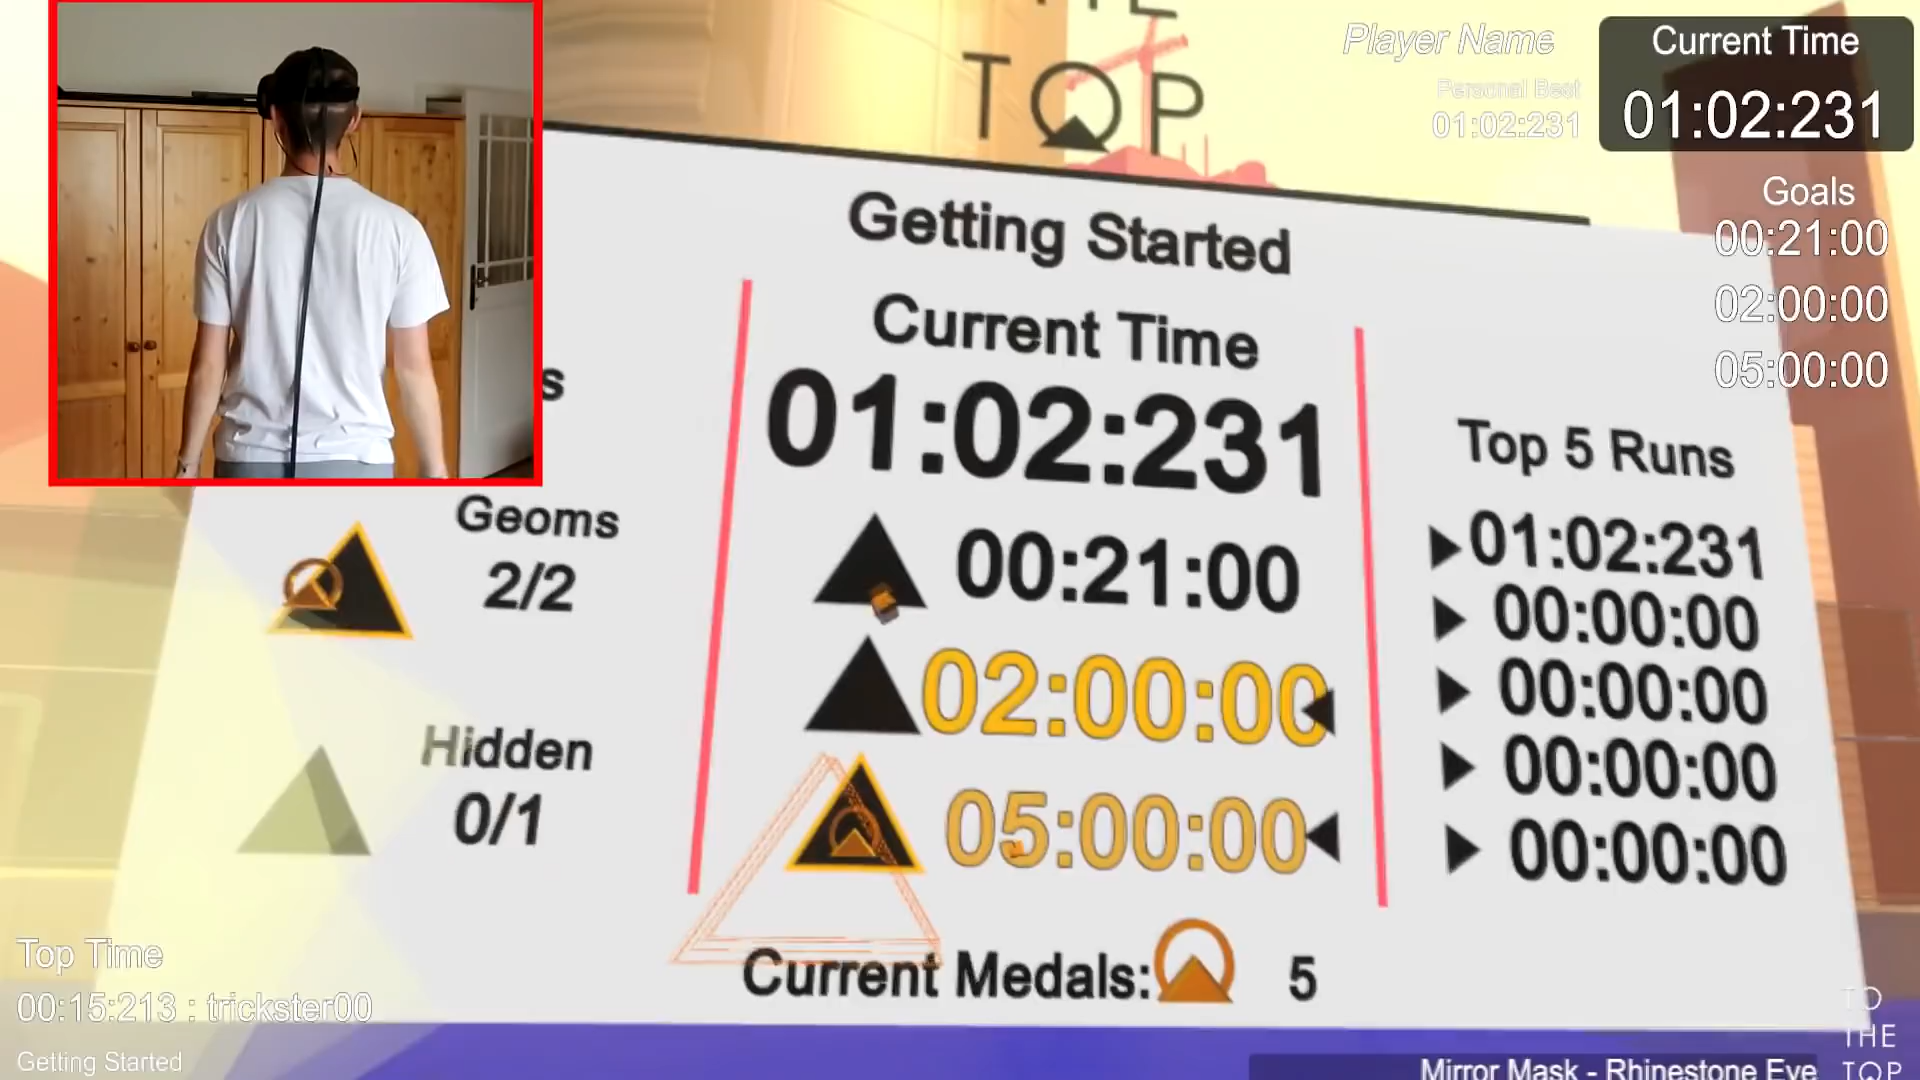 THE
TOP
Player Name
Personal Best
01:02:231
Current Time
01:02:231
Goals
00:21:00
02:00:00
05:00:00
Getting Started
Current Time
01:02:231
00:21:00
02:00:00
05:00:00
s
Geoms
2/2
Hidden
0/1
Top 5 Runs
01:02:231
00:00:00
00:00:00
00:00:00
00:00:00
Current Medals: 5
Top Time
00:15:213 : trickster00
Getting Started
Mirror Mask - Rhinestone Eye
TO
THE
TOP